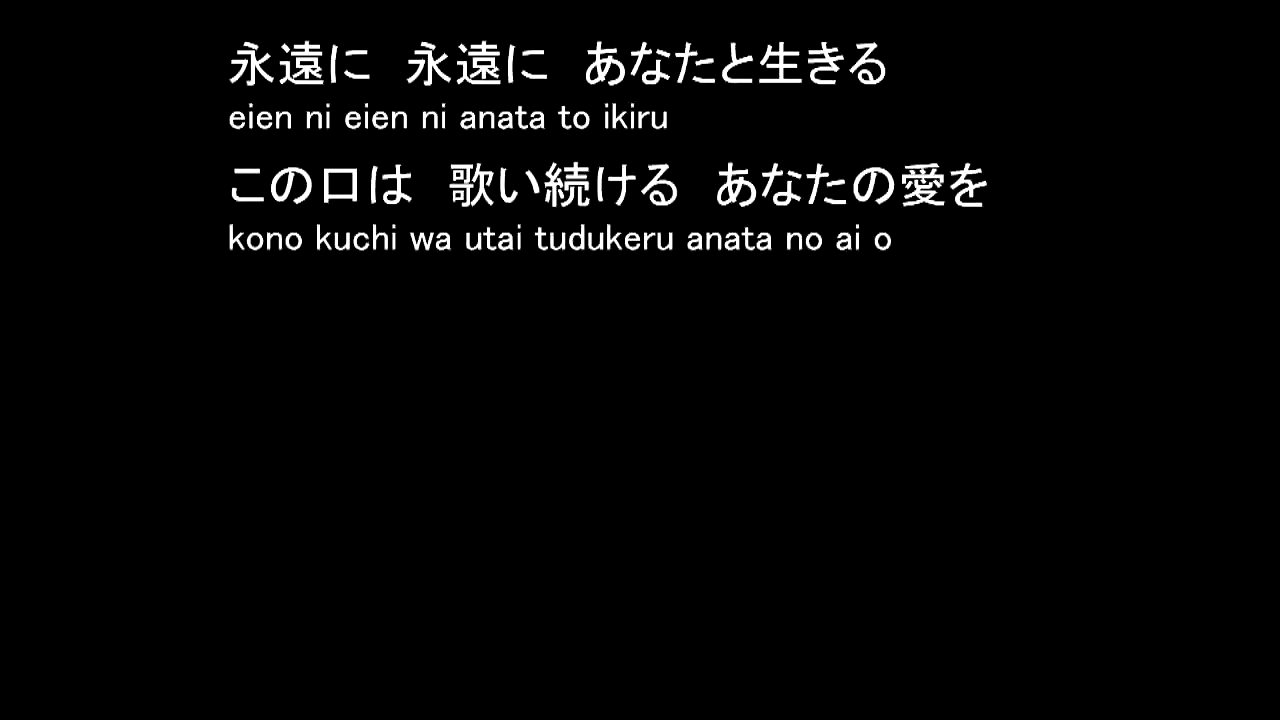 永遠に　永遠に　あなたと生きる
eien ni eien ni anata to ikiru
この口は　歌い続ける　あなたの愛を
kono kuchi wa utai tudukeru anata no ai o